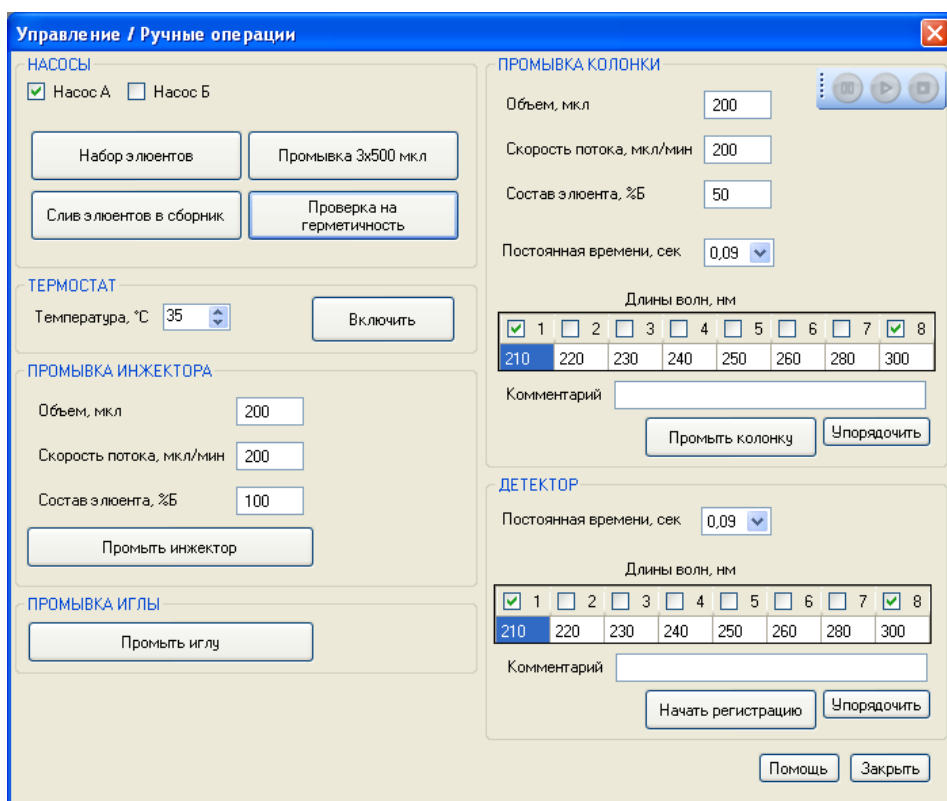 Управление / Ручные операции
НАСОСЫ
Насос А Насос Б
Набор элюентов Промывка 3x500 мкл
Слив элюентов в сборник Проверка на
герметичность
ТЕРМОСТАТ
Температура, °C 35 Включить
ПРОМЫВКА ИНЖЕКТОРА
Объем, мкл 200
Скорость потока, мкл/мин 200
Состав элюента, %Б 100
Промыть инжектор
ПРОМЫВКА ИГЛЫ
Промыть иглу
ПРОМЫВКА КОЛОНКИ
Объем, мкл 200
Скорость потока, мкл/мин 200
Состав элюента, %Б 50
Постоянная времени, сек 0,09
Длины волн, нм
1 2 3 4 5 6 7 8
210 220 230 240 250 260 280 300
Комментарий
Промыть колонку Упорядочить
ДЕТЕКТОР
Постоянная времени, сек 0,09
Длины волн, нм
1 2 3 4 5 6 7 8
210 220 230 240 250 260 280 300
Комментарий
Начать регистрацию Упорядочить
Помощь Закрыть